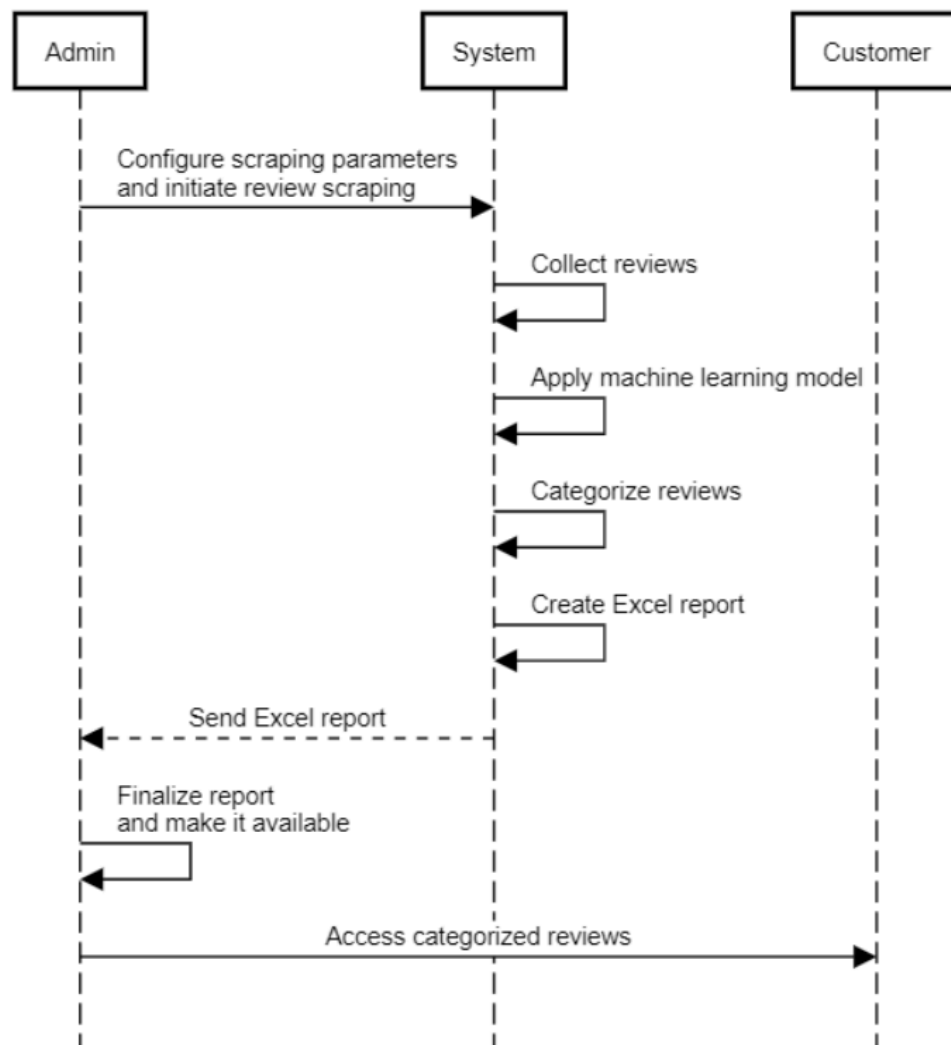 Admin
System
Customer
Configure scraping parameters
and initiate review scraping
Collect reviews
Apply machine learning model
Categorize reviews
Create Excel report
Send Excel report
Finalize report
and make it available
Access categorized reviews